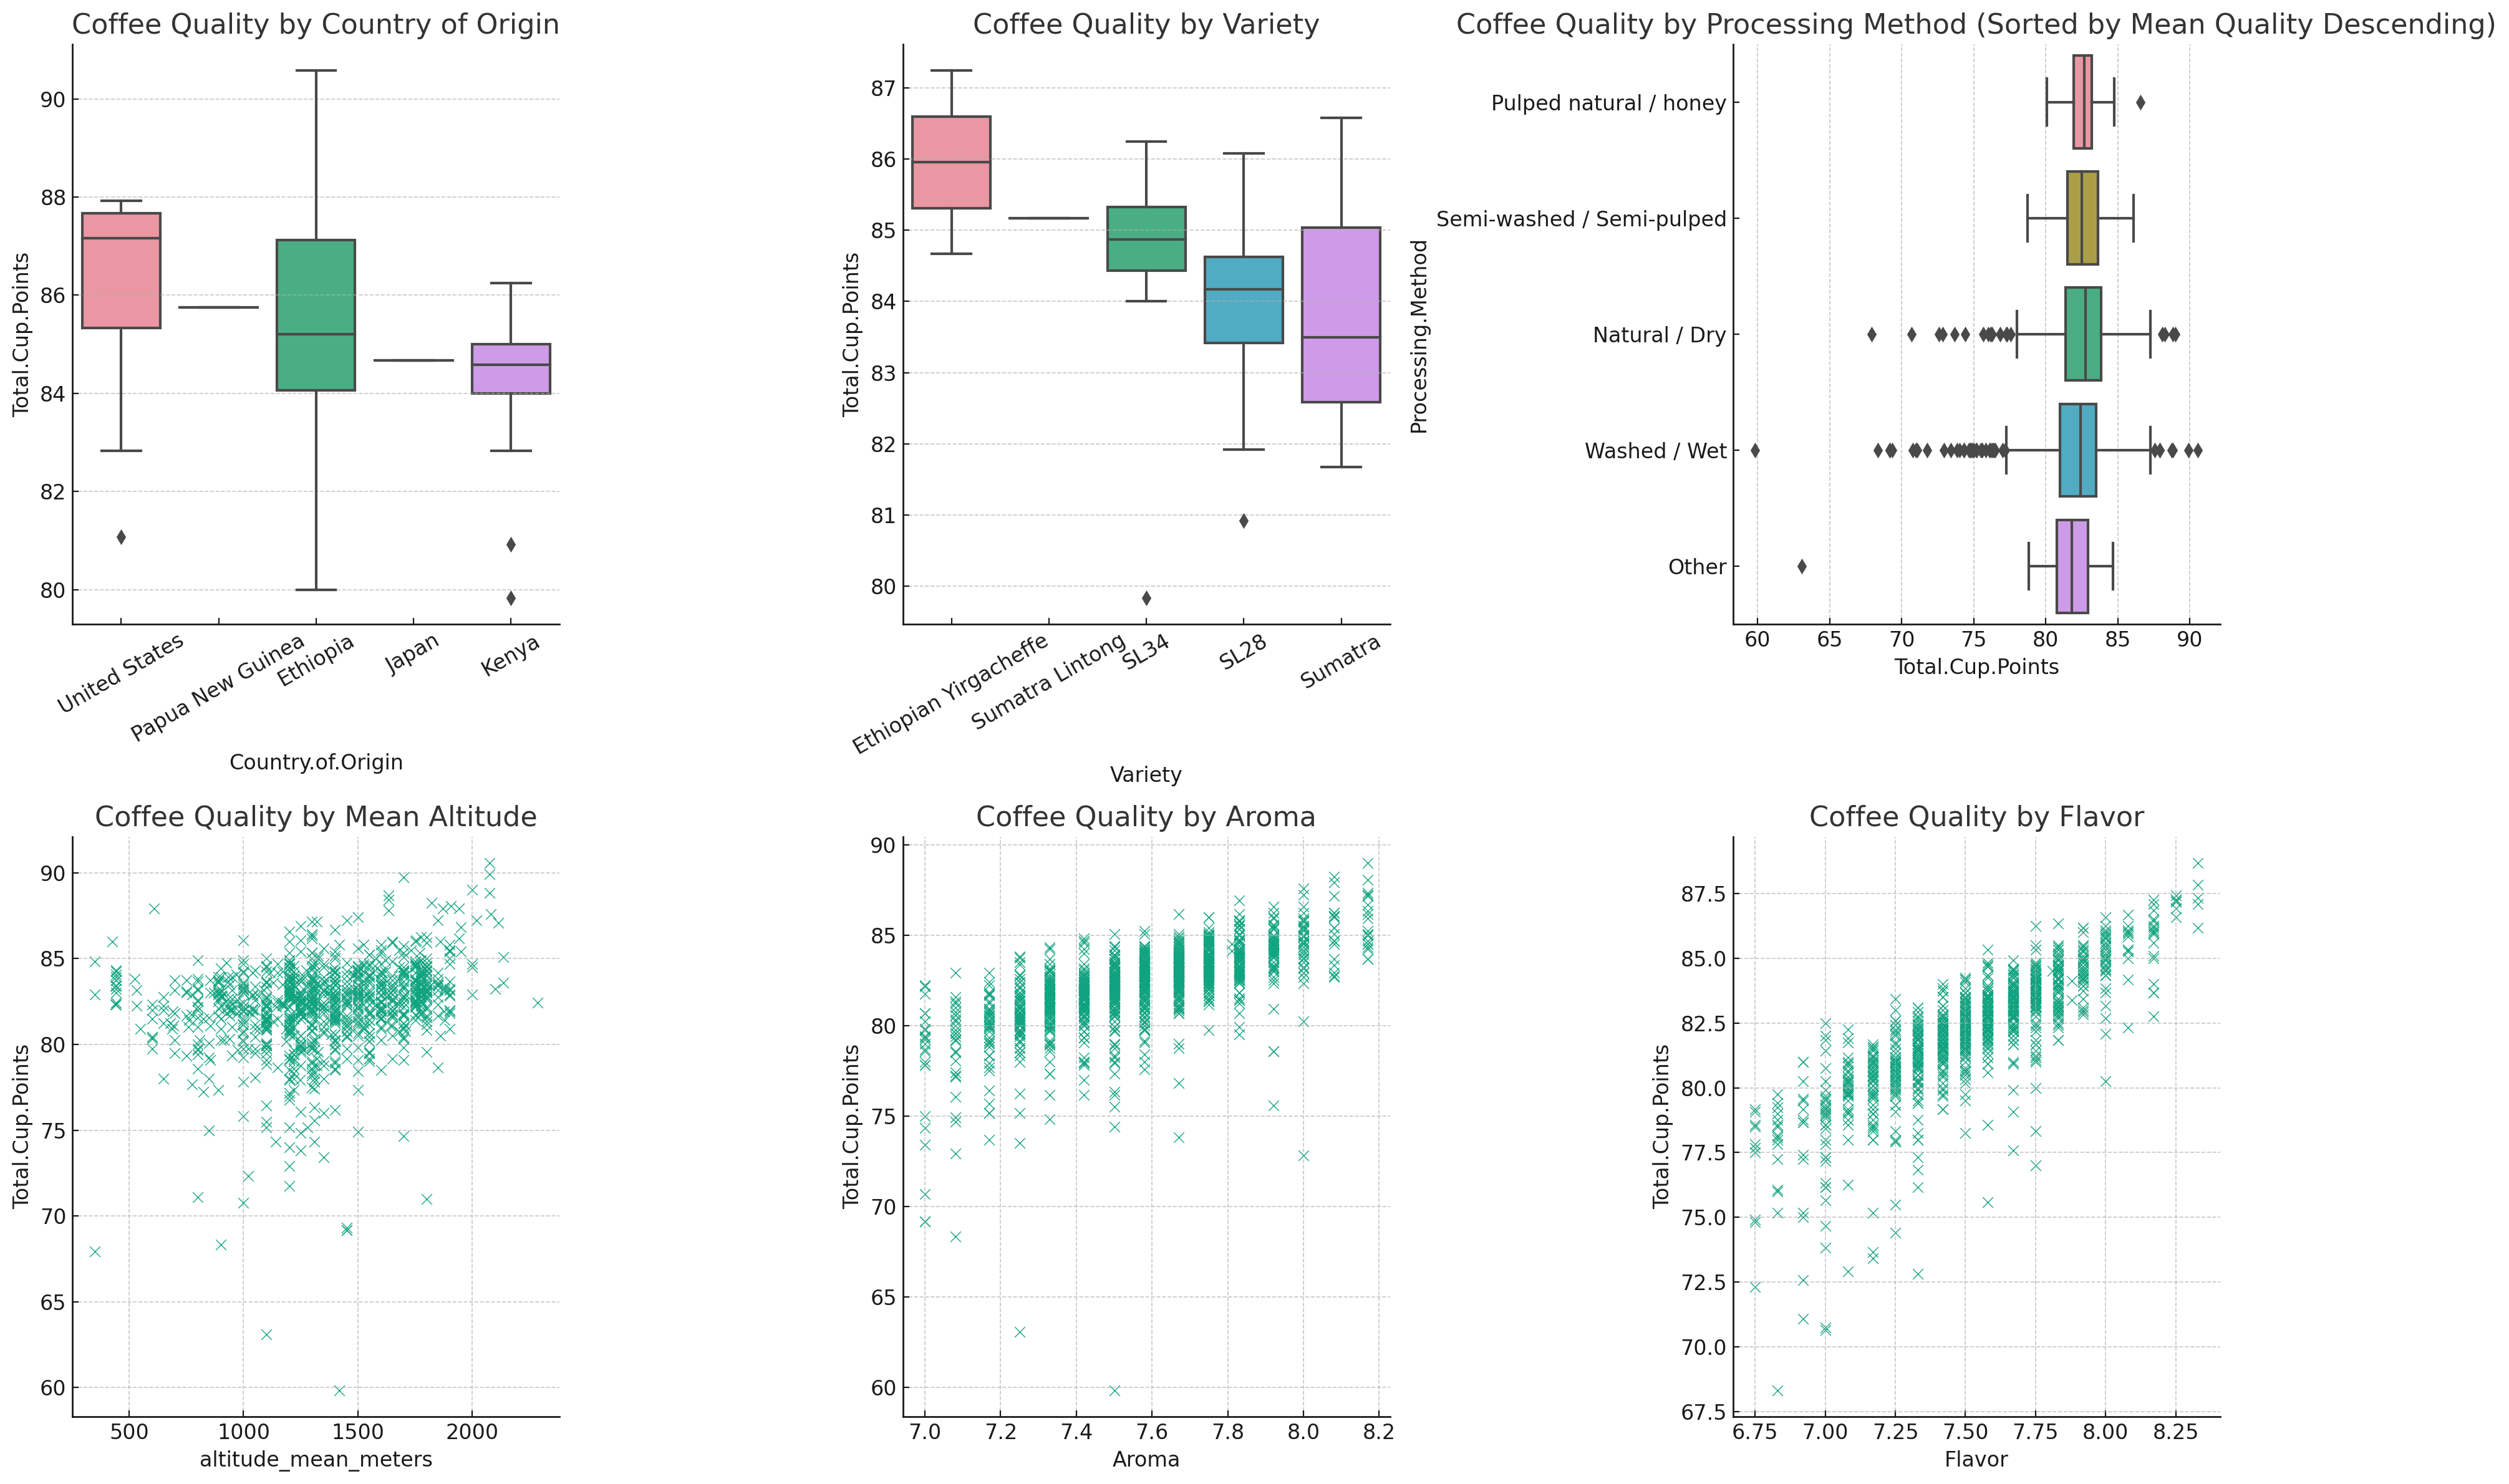 Coffee Quality by Country of Origin
Total.Cup.Points
90
88
86
84
82
80
United States
Papua New Guinea
Ethiopia
Japan
Kenya
Country.of.Origin
Coffee Quality by Variety
Total.Cup.Points
87
86
85
84
83
82
81
80
Ethiopian Yirgacheffe
Sumatra Lintong
SL34
SL28
Sumatra
Variety
Coffee Quality by Processing Method (Sorted by Mean Quality Descending)
Processing.Method
Pulped natural / honey
Semi-washed / Semi-pulped
Natural / Dry
Washed / Wet
Other
60 65 70 75 80 85 90
Total.Cup.Points
Coffee Quality by Mean Altitude
Total.Cup.Points
90
85
80
75
70
65
60
500 1000 1500 2000
altitude_mean_meters
Coffee Quality by Aroma
Total.Cup.Points
90
85
80
75
70
65
60
7.0 7.2 7.4 7.6 7.8 8.0 8.2
Aroma
Coffee Quality by Flavor
Total.Cup.Points
87.5
85.0
82.5
80.0
77.5
75.0
72.5
70.0
67.5
6.75 7.00 7.25 7.50 7.75 8.00 8.25
Flavor